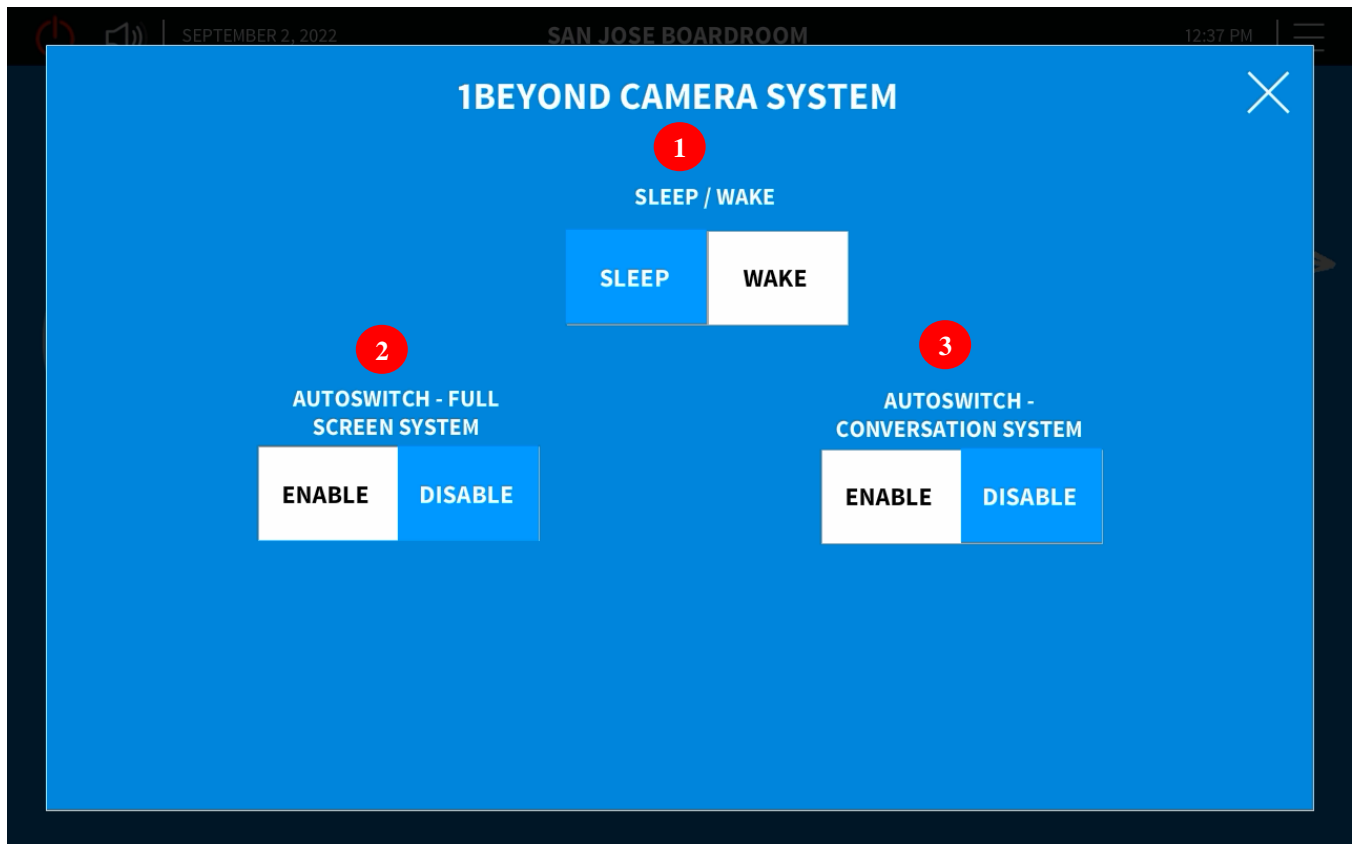 SEPTEMBER 2, 2022
SAN JOSE BOARDROOM
12:37 PM
1BEYOND CAMERA SYSTEM
1
SLEEP / WAKE
SLEEP
WAKE
2
3
AUTOSWITCH - FULL
SCREEN SYSTEM
AUTOSWITCH -
CONVERSATION SYSTEM
ENABLE
DISABLE
ENABLE
DISABLE